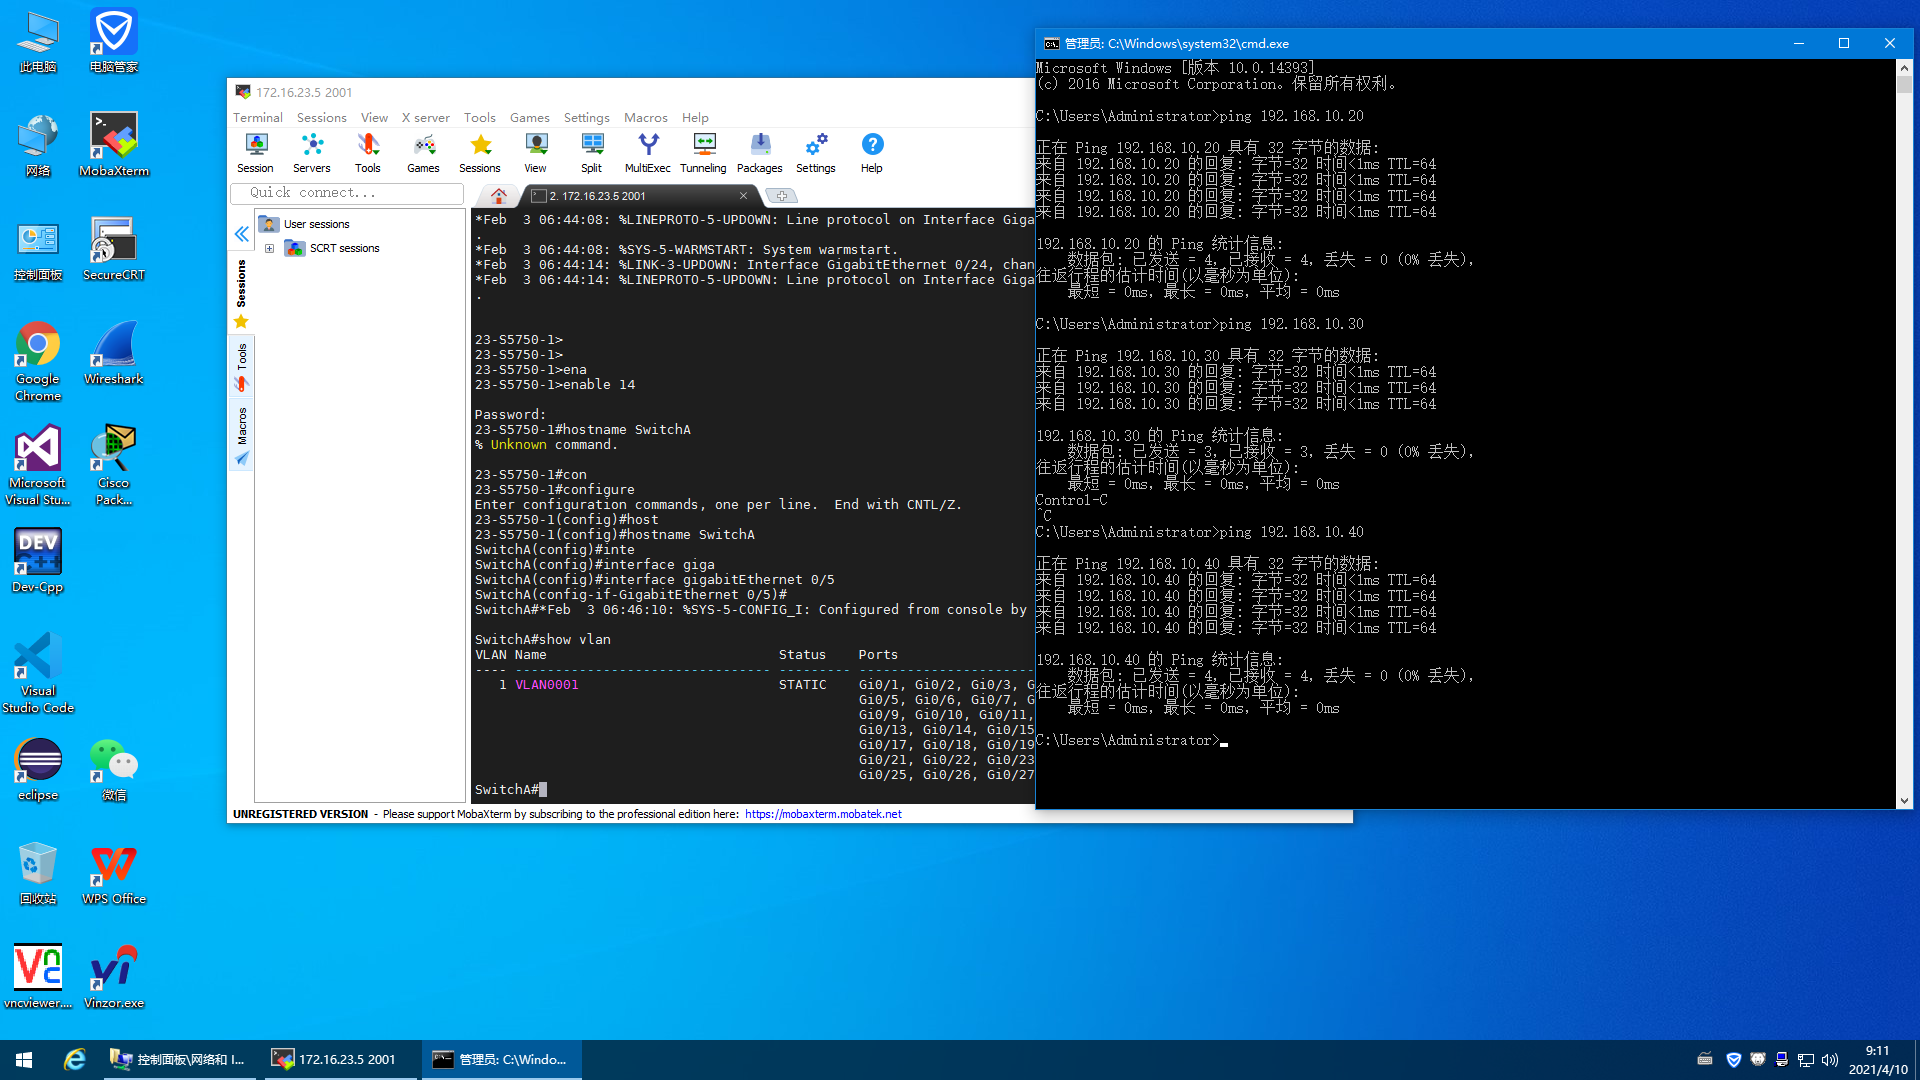 此电脑
电脑管家
网络
MobaXterm
控制面板
SecureCRT
Google
Chrome
Wireshark
Microsoft
Visual Stu...
Cisco
Pack...
DEV
C++
Dev-Cpp
Visual
Studio Code
eclipse
微信
回收站
WPS Office
vncviewer....
Vinzor.exe
172.16.23.5 2001
Terminal Sessions View X server Tools Games Settings Macros Help
Session Servers Tools Games Sessions View Split MultiExec Tunneling Packages Settings Help
Quick connect...
2. 172.16.23.5 2001
User sessions
SCRT sessions
Sessions
Tools
Macros
*Feb  3 06:44:08: %LINEPROTO-5-UPDOWN: Line protocol on Interface Giga
.
*Feb  3 06:44:08: %SYS-5-WARMSTART: System warmstart.
*Feb  3 06:44:14: %LINK-3-UPDOWN: Interface GigabitEthernet 0/24, chan
*Feb  3 06:44:14: %LINEPROTO-5-UPDOWN: Line protocol on Interface Giga
.
23-S5750-1>
23-S5750-1>
23-S5750-1>ena
23-S5750-1>enable 14
Password:
23-S5750-1#hostname SwitchA
% Unknown command.
23-S5750-1#con
23-S5750-1#configure
Enter configuration commands, one per line.  End with CNTL/Z.
23-S5750-1(config)#host
23-S5750-1(config)#hostname SwitchA
SwitchA(config)#inte
SwitchA(config)#interface giga
SwitchA(config)#interface gigabitEthernet 0/5
SwitchA(config-if-GigabitEthernet 0/5)#
SwitchA#*Feb  3 06:46:10: %SYS-5-CONFIG_I: Configured from console by
SwitchA#show vlan
VLAN Name Status Ports
---- -------------------------------- --------- ----------------------
1 VLAN0001 STATIC Gi0/1, Gi0/2, Gi0/3, G
Gi0/5, Gi0/6, Gi0/7, G
Gi0/9, Gi0/10, Gi0/11,
Gi0/13, Gi0/14, Gi0/15
Gi0/17, Gi0/18, Gi0/19
Gi0/21, Gi0/22, Gi0/23
Gi0/25, Gi0/26, Gi0/27
SwitchA#
UNREGISTERED VERSION - Please support MobaXterm by subscribing to the professional edition here: https://mobaxterm.mobatek.net
管理员: C:\Windows\system32\cmd.exe
Microsoft Windows [版本 10.0.14393]
(c) 2016 Microsoft Corporation。保留所有权利。
C:\Users\Administrator>ping 192.168.10.20
正在 Ping 192.168.10.20 具有 32 字节的数据:
来自 192.168.10.20 的回复: 字节=32 时间<1ms TTL=64
来自 192.168.10.20 的回复: 字节=32 时间<1ms TTL=64
来自 192.168.10.20 的回复: 字节=32 时间<1ms TTL=64
来自 192.168.10.20 的回复: 字节=32 时间<1ms TTL=64
192.168.10.20 的 Ping 统计信息:
数据包: 已发送 = 4，已接收 = 4，丢失 = 0 (0% 丢失)，
往返行程的估计时间(以毫秒为单位):
最短 = 0ms，最长 = 0ms，平均 = 0ms
C:\Users\Administrator>ping 192.168.10.30
正在 Ping 192.168.10.30 具有 32 字节的数据:
来自 192.168.10.30 的回复: 字节=32 时间<1ms TTL=64
来自 192.168.10.30 的回复: 字节=32 时间<1ms TTL=64
来自 192.168.10.30 的回复: 字节=32 时间<1ms TTL=64
192.168.10.30 的 Ping 统计信息:
数据包: 已发送 = 3，已接收 = 3，丢失 = 0 (0% 丢失)，
往返行程的估计时间(以毫秒为单位):
最短 = 0ms，最长 = 0ms，平均 = 0ms
Control-C
^C
C:\Users\Administrator>ping 192.168.10.40
正在 Ping 192.168.10.40 具有 32 字节的数据:
来自 192.168.10.40 的回复: 字节=32 时间<1ms TTL=64
来自 192.168.10.40 的回复: 字节=32 时间<1ms TTL=64
来自 192.168.10.40 的回复: 字节=32 时间<1ms TTL=64
来自 192.168.10.40 的回复: 字节=32 时间<1ms TTL=64
192.168.10.40 的 Ping 统计信息:
数据包: 已发送 = 4，已接收 = 4，丢失 = 0 (0% 丢失)，
往返行程的估计时间(以毫秒为单位):
最短 = 0ms，最长 = 0ms，平均 = 0ms
C:\Users\Administrator>
控制面板\网络和 I...
172.16.23.5 2001
管理员: C:\Windo...
9:11
2021/4/10